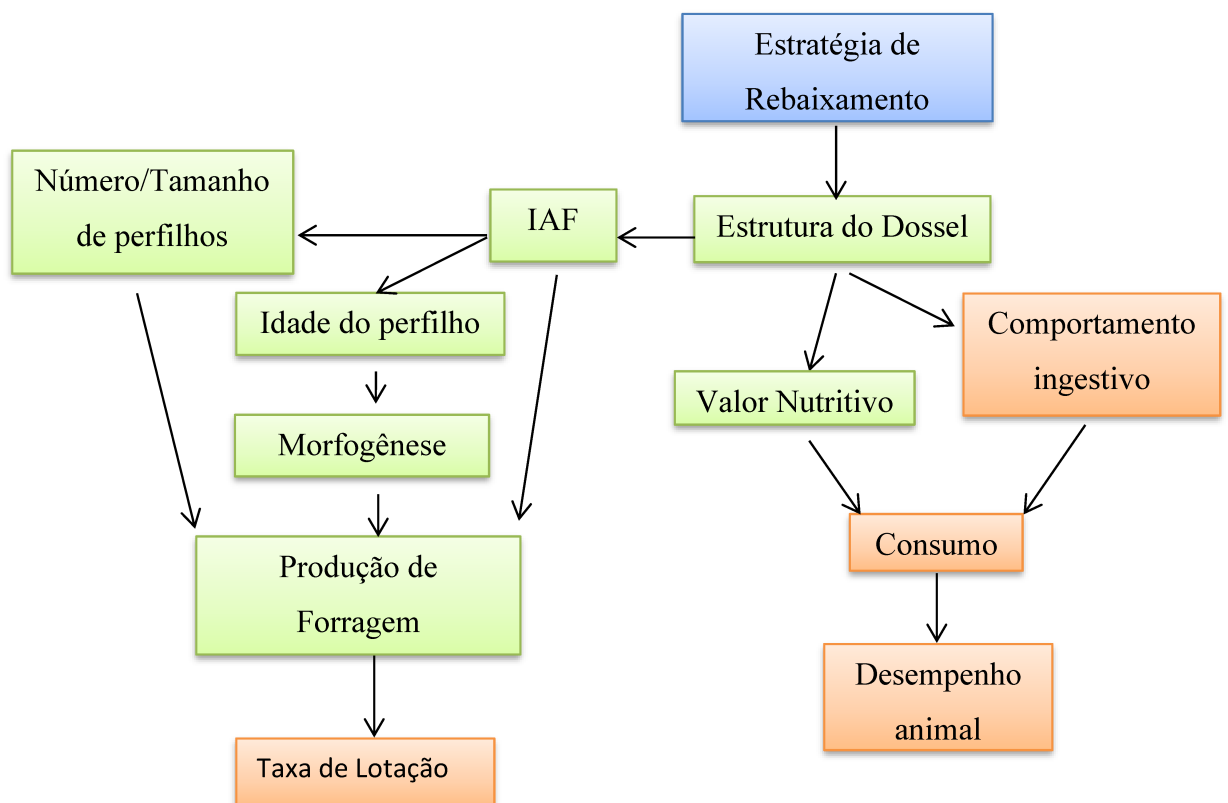 Estratégia de
Rebaixamento
Número/Tamanho
de perfilhos
IAF
Estrutura do Dossel
Idade do perfilho
Comportamento
ingestivo
Valor Nutritivo
Morfogênese
Consumo
Produção de
Forragem
Desempenho
animal
Taxa de Lotação